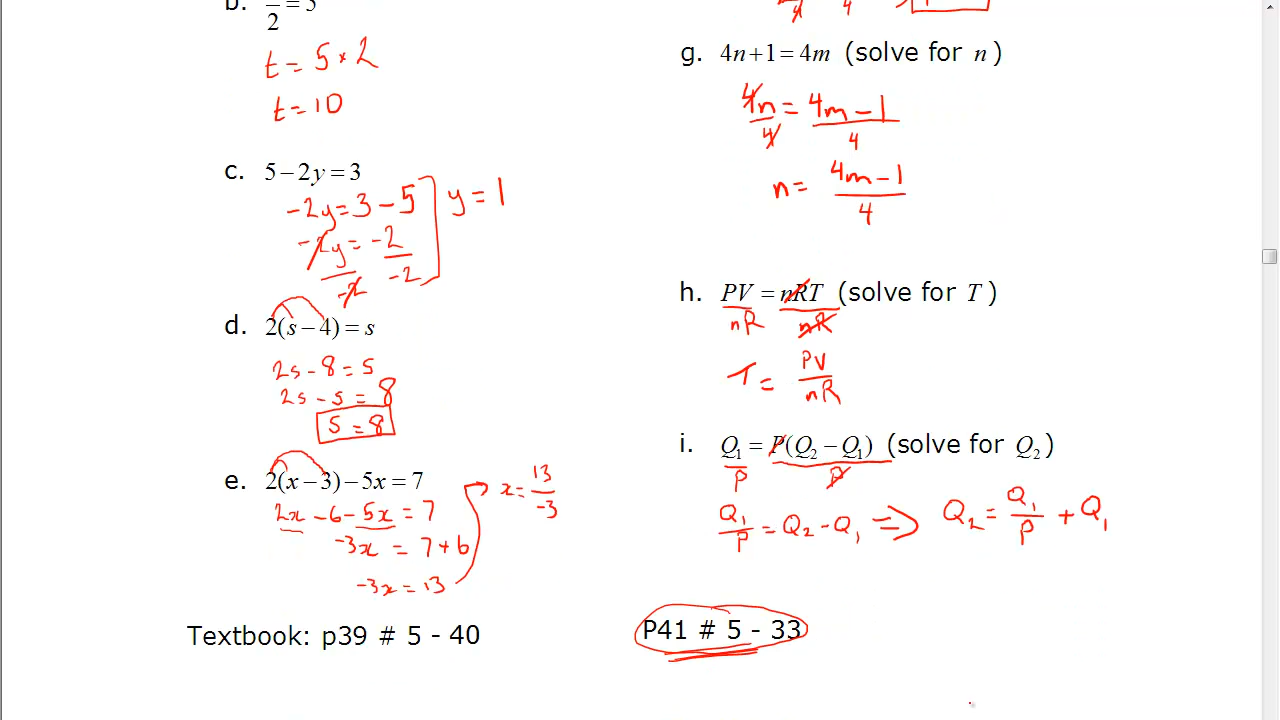 b. /2 = 5
t = 5 × 2
t = 10
c. 5 − 2y = 3
-2y = 3 - 5
-2y/-2 = -2/-2
y = 1
d. 2(s − 4) = s
2s - 8 = s
2s - s = 8
s = 8
e. 2(x − 3) − 5x = 7
2x - 6 - 5x = 7
-3x = 7 + 6
-3x = 13
x = 13/-3
Textbook: p39 # 5 - 40
g. 4n + 1 = 4m (solve for n)
4n/4 = 4m - 1/4
n = 4m - 1/4
h. PV/nR = nRT/nR (solve for T)
T = PV/nR
i. Q₁/P = P(Q₂ − Q₁)/P (solve for Q₂)
Q₁/P = Q₂ - Q₁ ⇒ Q₂ = Q₁/P + Q₁
P41 # 5 - 33